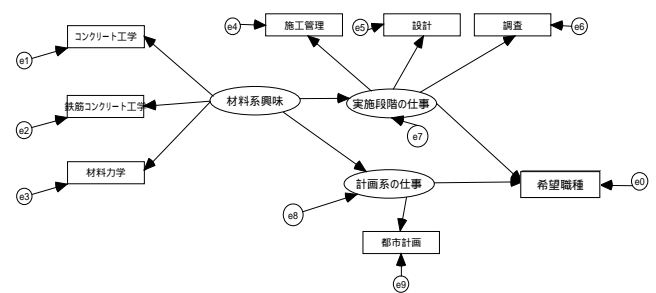 e4
施工管理
e5
設計
調査
e6
コンクリート工学
e1
材料系興味
実施段階の仕事
鉄筋コンクリート工学
e2
e7
材料力学
e3
計画系の仕事
希望職種
e0
e8
都市計画
e9